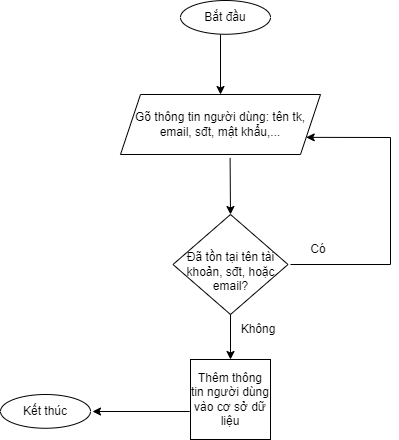 Bắt đầu
Gõ thông tin người dùng: tên tk,
email, sđt, mật khẩu,...
Đã tồn tại tên tài
khoản, sđt, hoặc
email?
Có
Không
Thêm thông
tin người dùng
vào cơ sở dữ
liệu
Kết thúc